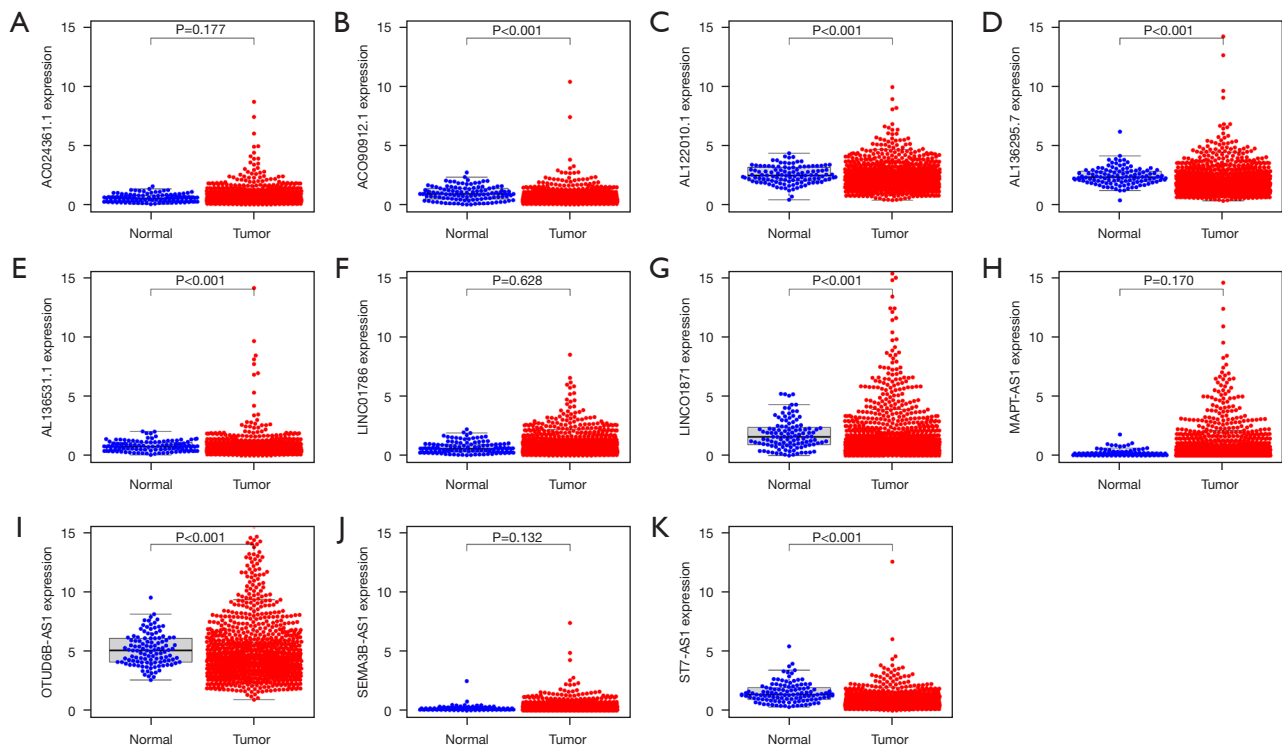 A
AC024361.1 expression
15
10
5
0
P=0.177
Normal
Tumor
B
ACO90912.1 expression
15
10
5
0
P<0.001
Normal
Tumor
C
AL122010.1 expression
15
10
5
0
P<0.001
Normal
Tumor
D
AL136295.7 expression
15
10
5
0
P<0.001
Normal
Tumor
E
AL136531.1 expression
15
10
5
0
P<0.001
Normal
Tumor
F
LINC01786 expression
15
10
5
0
P=0.628
Normal
Tumor
G
LINCO1871 expression
15
10
5
0
P<0.001
Normal
Tumor
H
MAPT-AS1 expression
15
10
5
0
P=0.170
Normal
Tumor
I
OTUD6B-AS1 expression
15
10
5
0
P<0.001
Normal
Tumor
J
SEMA3B-AS1 expression
15
10
5
0
P=0.132
Normal
Tumor
K
ST7-AS1 expression
15
10
5
0
P<0.001
Normal
Tumor